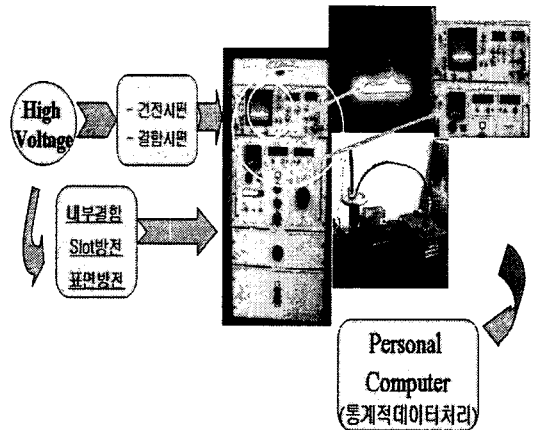 High
Voltage
- 건전시편
- 결함시편
내부결함
Slot방전
표면방전
Personal
Computer
(통계적데이터처리)